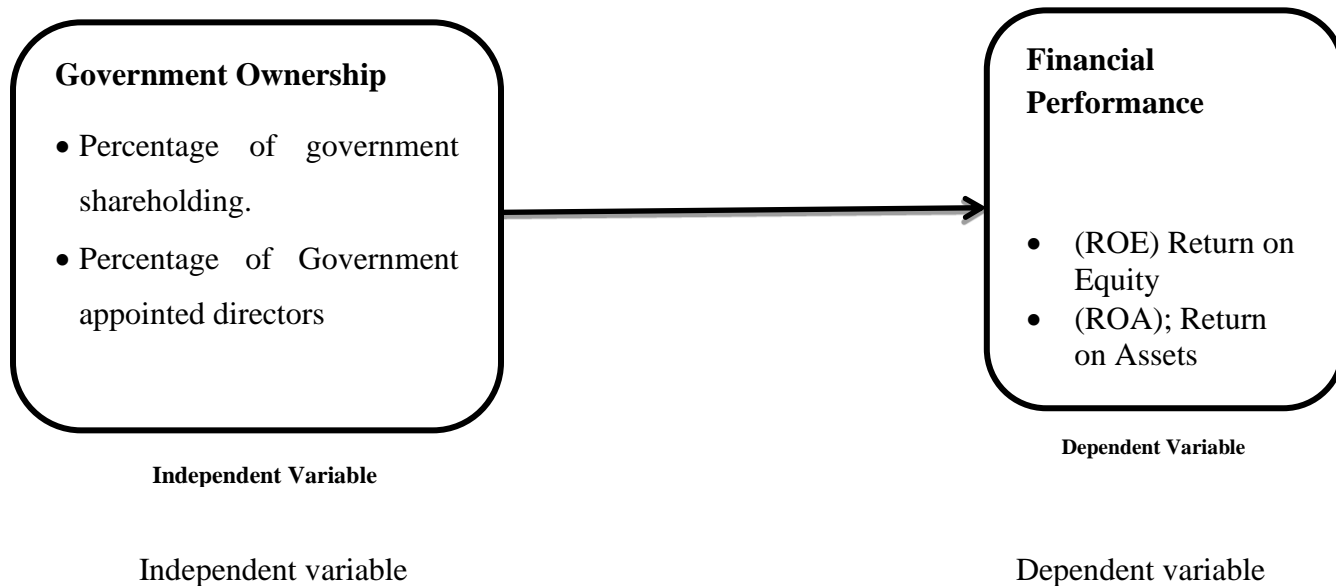 Government Ownership
• Percentage of government
shareholding.
• Percentage of Government
appointed directors
Independent Variable
Financial
Performance
• (ROE) Return on
Equity
• (ROA); Return
on Assets
Dependent Variable
Independent variable
Dependent variable